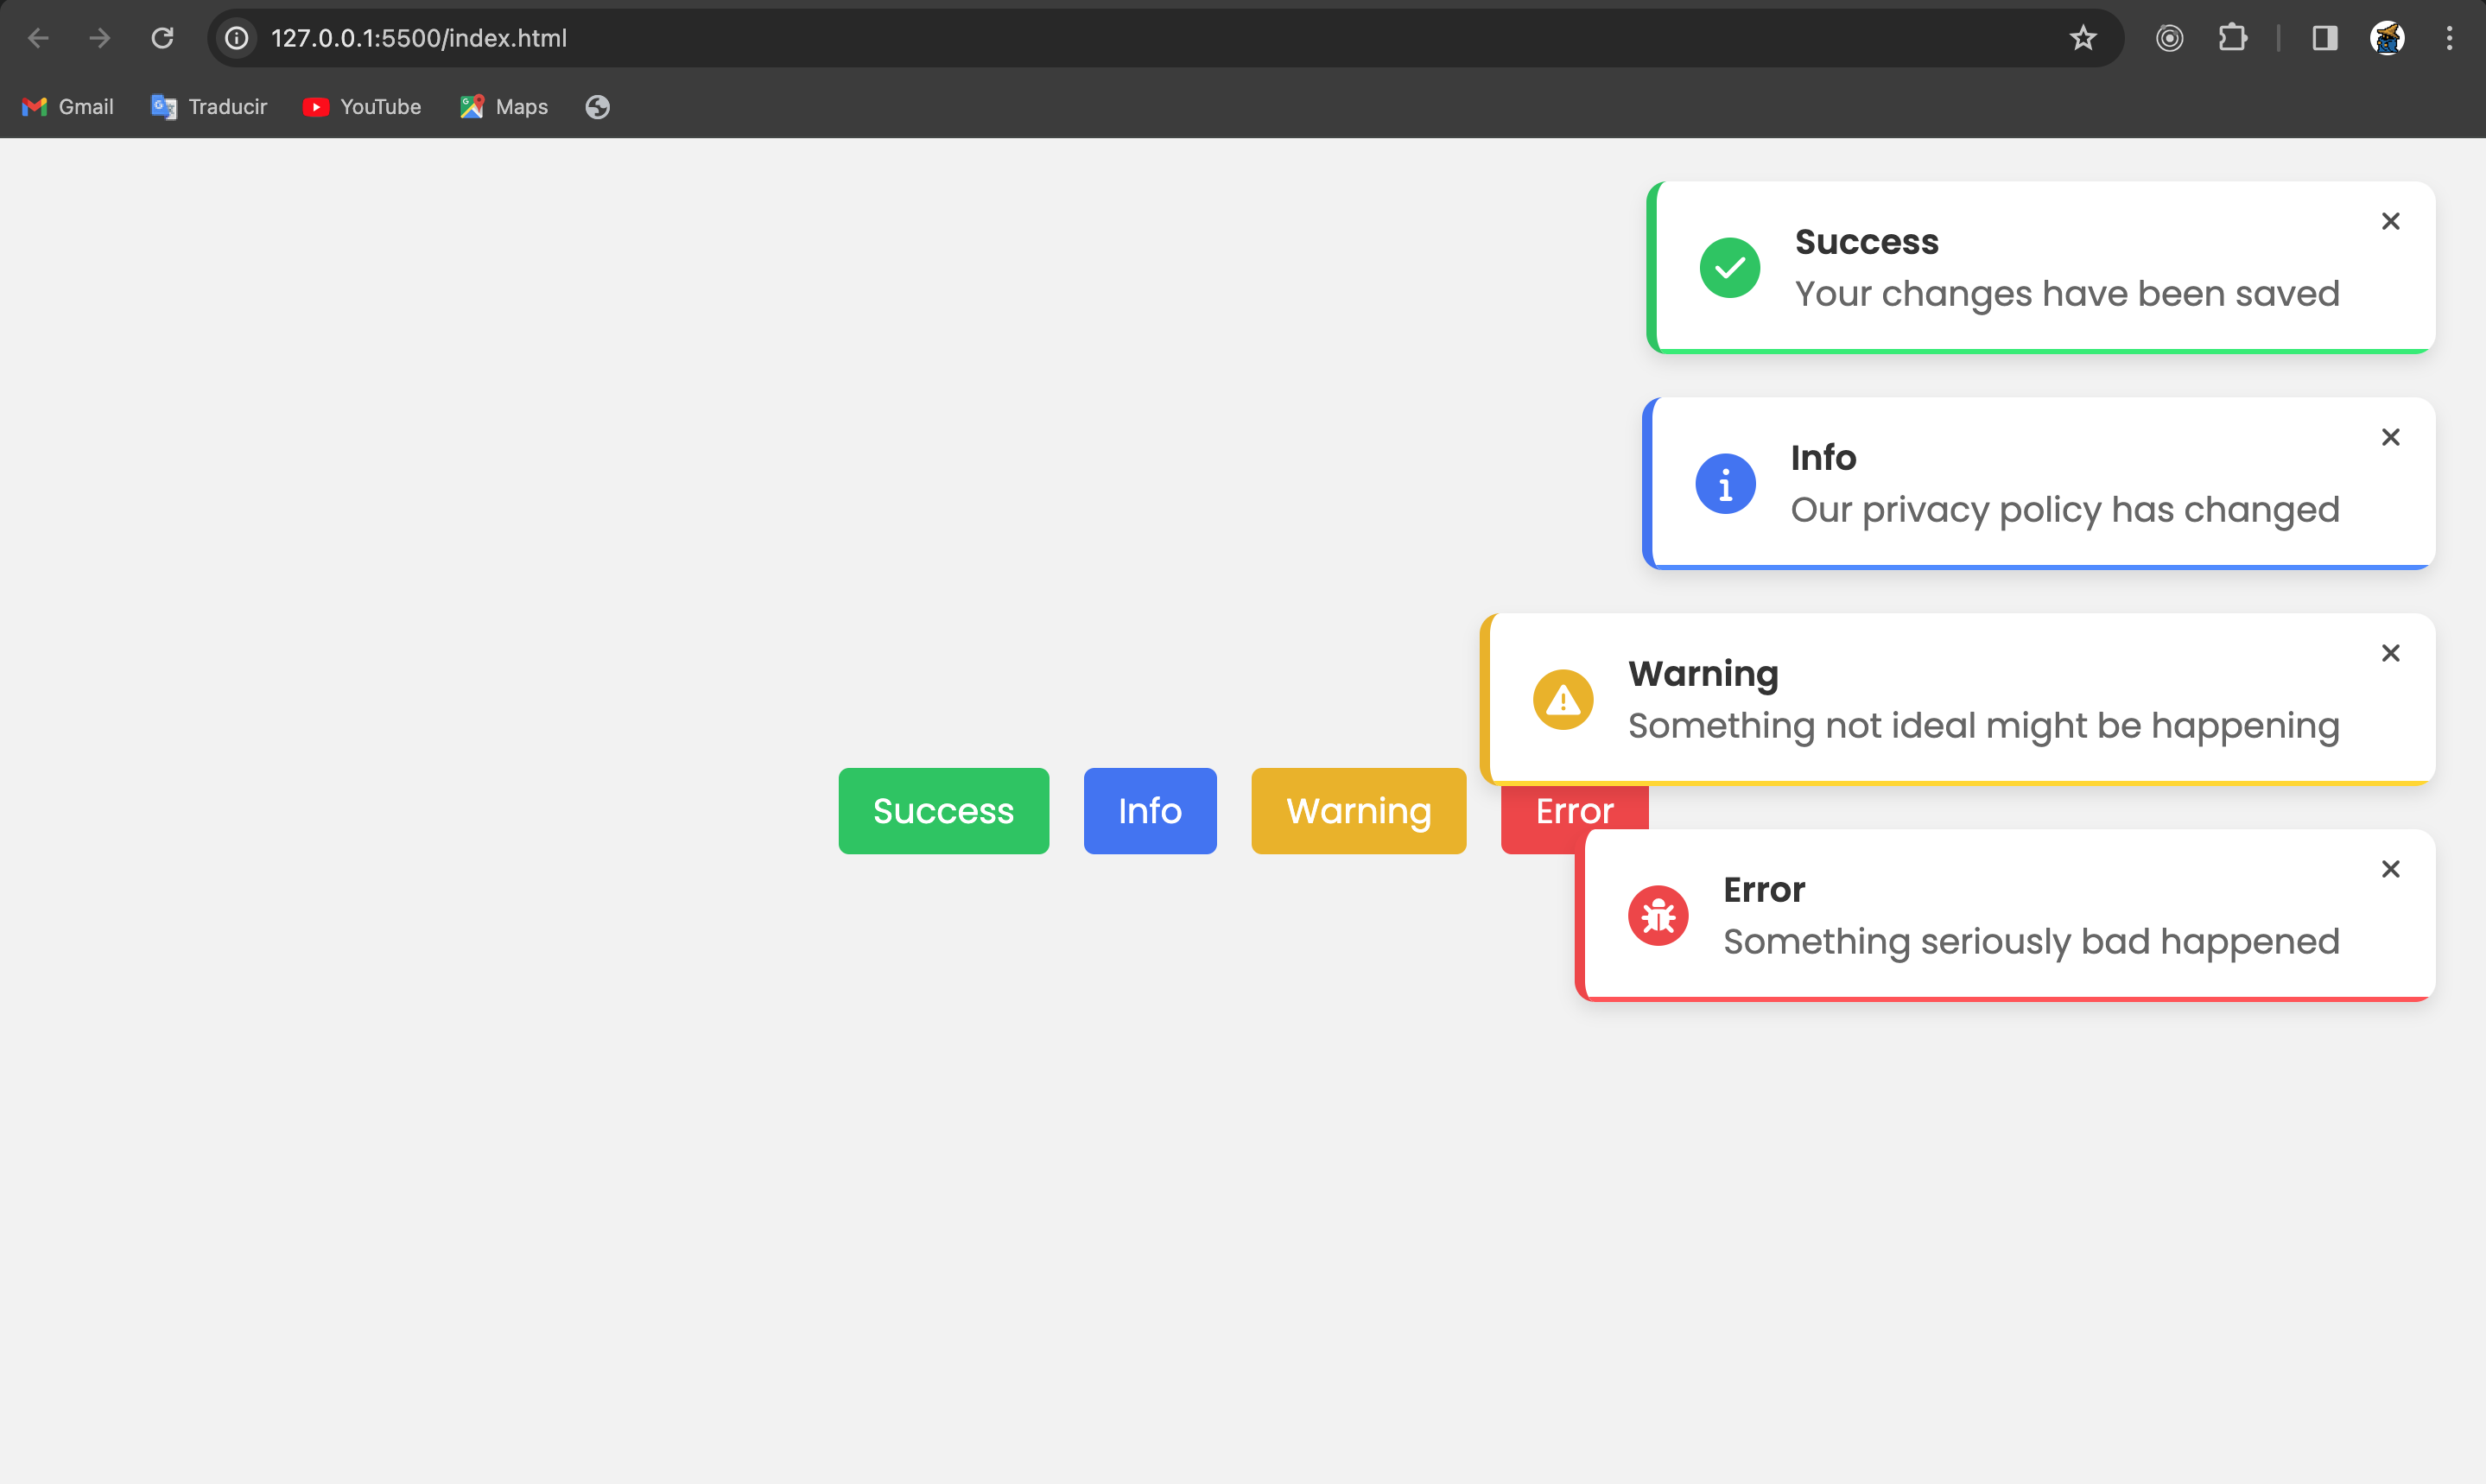 127.0.0.1:5500/index.html
Gmail Traducir YouTube Maps
Success
Your changes have been saved
Info
Our privacy policy has changed
Warning
Something not ideal might be happening
Success Info Warning Error
Error
Something seriously bad happened